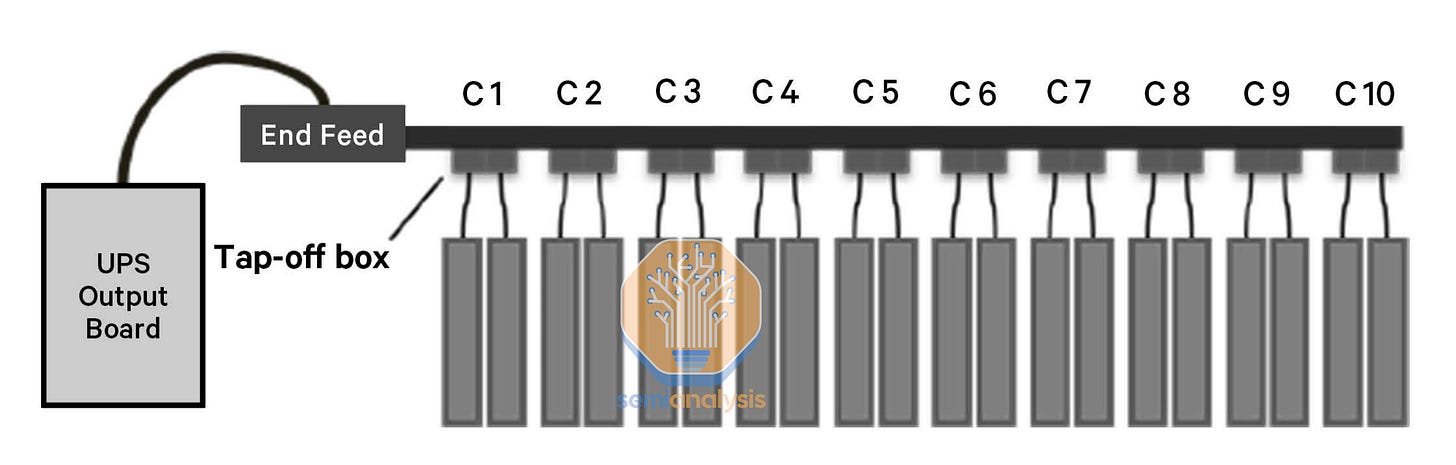 C1 C2 C3 C4 C5 C6 C7 C8 C9 C10
End Feed
Tap-off box
UPS
Output
Board
semianalysis